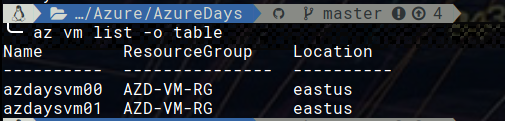 …/Azure/AzureDays master 4
az vm list -o table
Name ResourceGroup Location
---------- --------------- ----------
azdaysvm00 AZD-VM-RG eastus
azdaysvm01 AZD-VM-RG eastus